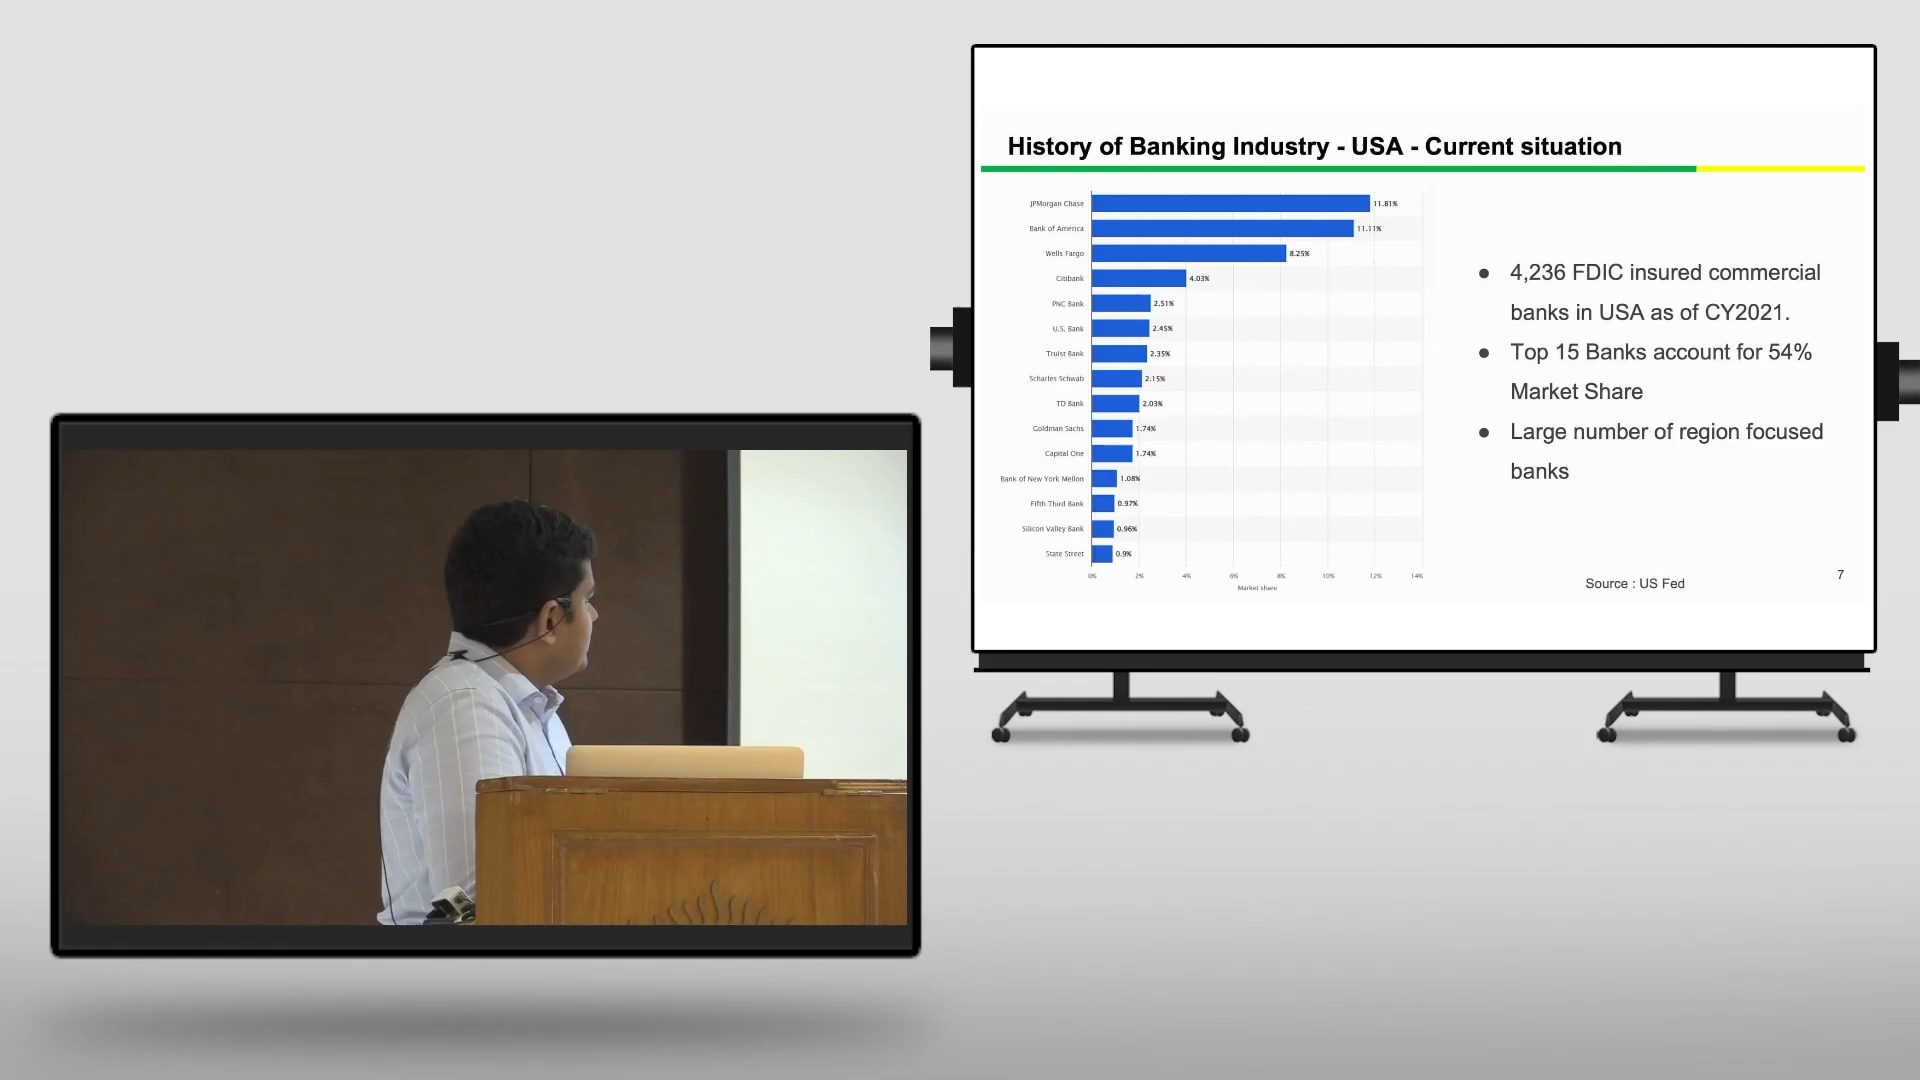 History of Banking Industry - USA - Current situation
JPMorgan Chase 11.81%
Bank of America 11.11%
Wells Fargo 8.25%
Citibank 4.03%
PNC Bank 2.51%
U.S. Bank 2.45%
Truist Bank 2.35%
Scharles Schwab 2.15%
TD Bank 2.03%
Goldman Sachs 1.74%
Capital One 1.74%
Bank of New York Mellon 1.08%
Fifth Third Bank 0.97%
Silicon Valley Bank 0.96%
State Street 0.9%
0% 2% 4% 6% 8% 10% 12% 14%
Market share
● 4,236 FDIC insured commercial
banks in USA as of CY2021.
● Top 15 Banks account for 54%
Market Share
● Large number of region focused
banks
Source : US Fed
7